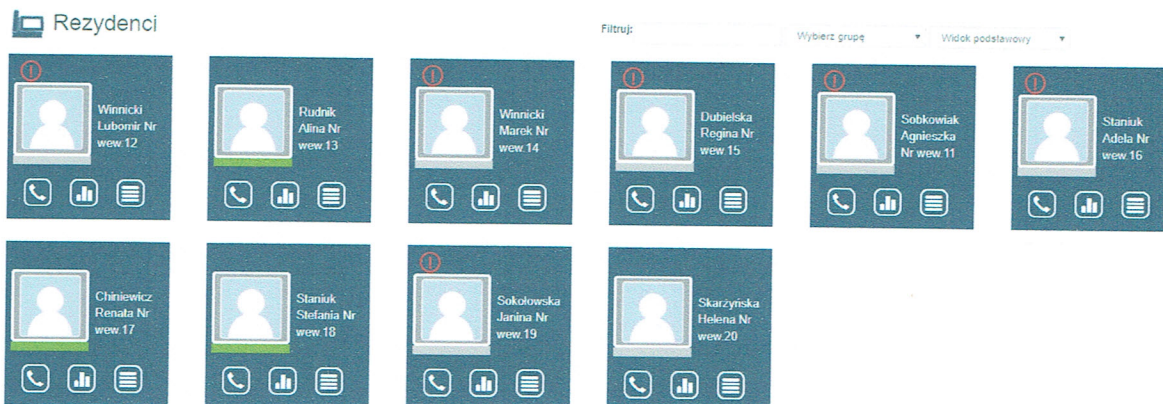 Rezydenci
Filtruj:
Wybierz grupę
Widok podstawowy
Winnicki
Lubomir Nr
wew.12
Rudnik
Alina Nr
wew.13
Winnicki
Marek Nr
wew.14
Dubielska
Regina Nr
wew.15
Sobkowiak
Agnieszka
Nr wew.11
Staniuk
Adela Nr
wew.16
Chiniewicz
Renata Nr
wew.17
Staniuk
Stefania Nr
wew.18
Sokołowska
Janina Nr
wew.19
Skarżyńska
Helena Nr
wew.20